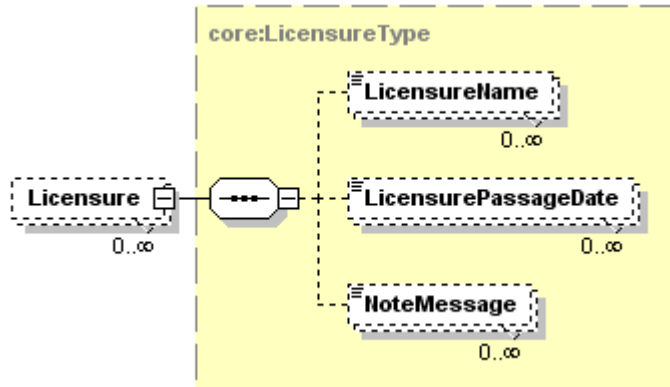 core:LicensureType
LicensureName
0..∞
Licensure
0..∞
LicensurePassageDate
0..∞
NoteMessage
0..∞